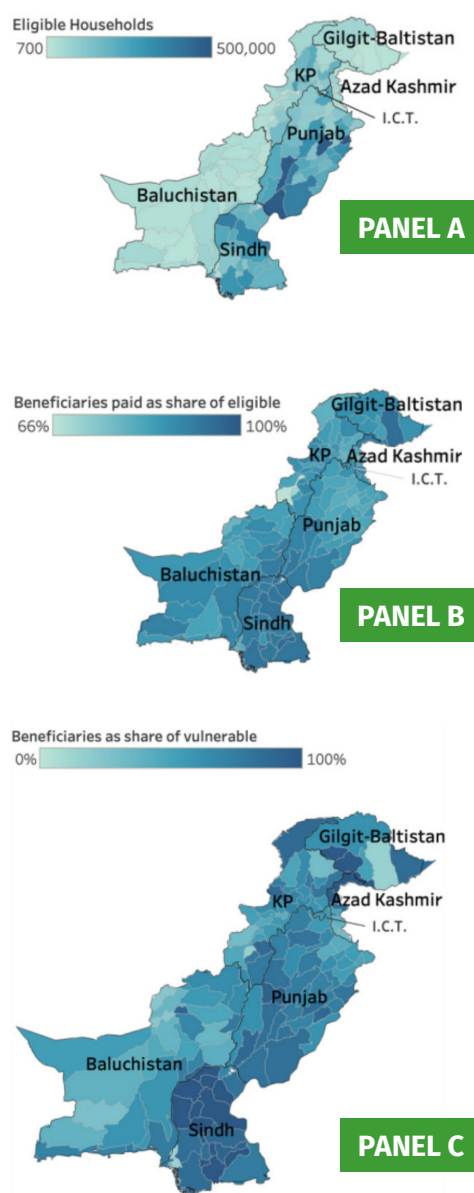 Eligible Households
700 500,000
Gilgit-Baltistan
KP
Azad Kashmir
I.C.T.
Punjab
Baluchistan
Sindh
PANEL A
Beneficiaries paid as share of eligible
66% 100%
Gilgit-Baltistan
KP
Azad Kashmir
I.C.T.
Punjab
Baluchistan
Sindh
PANEL B
Beneficiaries as share of vulnerable
0% 100%
Gilgit-Baltistan
KP
Azad Kashmir
I.C.T.
Punjab
Baluchistan
Sindh
PANEL C